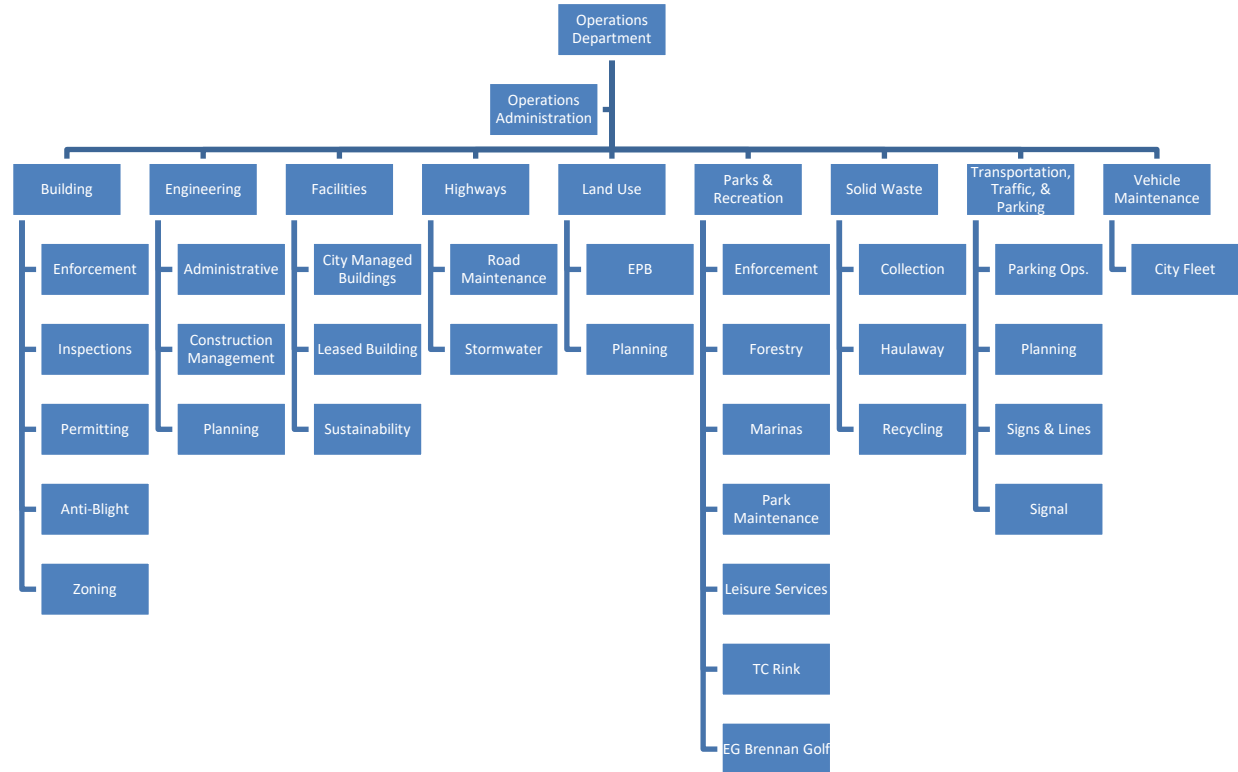 Operations
Department
Operations
Administration
Building
Engineering
Facilities
Highways
Land Use
Parks &
Recreation
Solid Waste
Transportation,
Traffic, &
Parking
Vehicle
Maintenance
Enforcement
Inspections
Permitting
Anti-Blight
Zoning
Administrative
Construction
Management
Planning
City Managed
Buildings
Leased Building
Sustainability
Road
Maintenance
Stormwater
EPB
Planning
Enforcement
Forestry
Marinas
Park
Maintenance
Leisure Services
TC Rink
EG Brennan Golf
Collection
Haulaway
Recycling
Parking Ops.
Planning
Signs & Lines
Signal
City Fleet